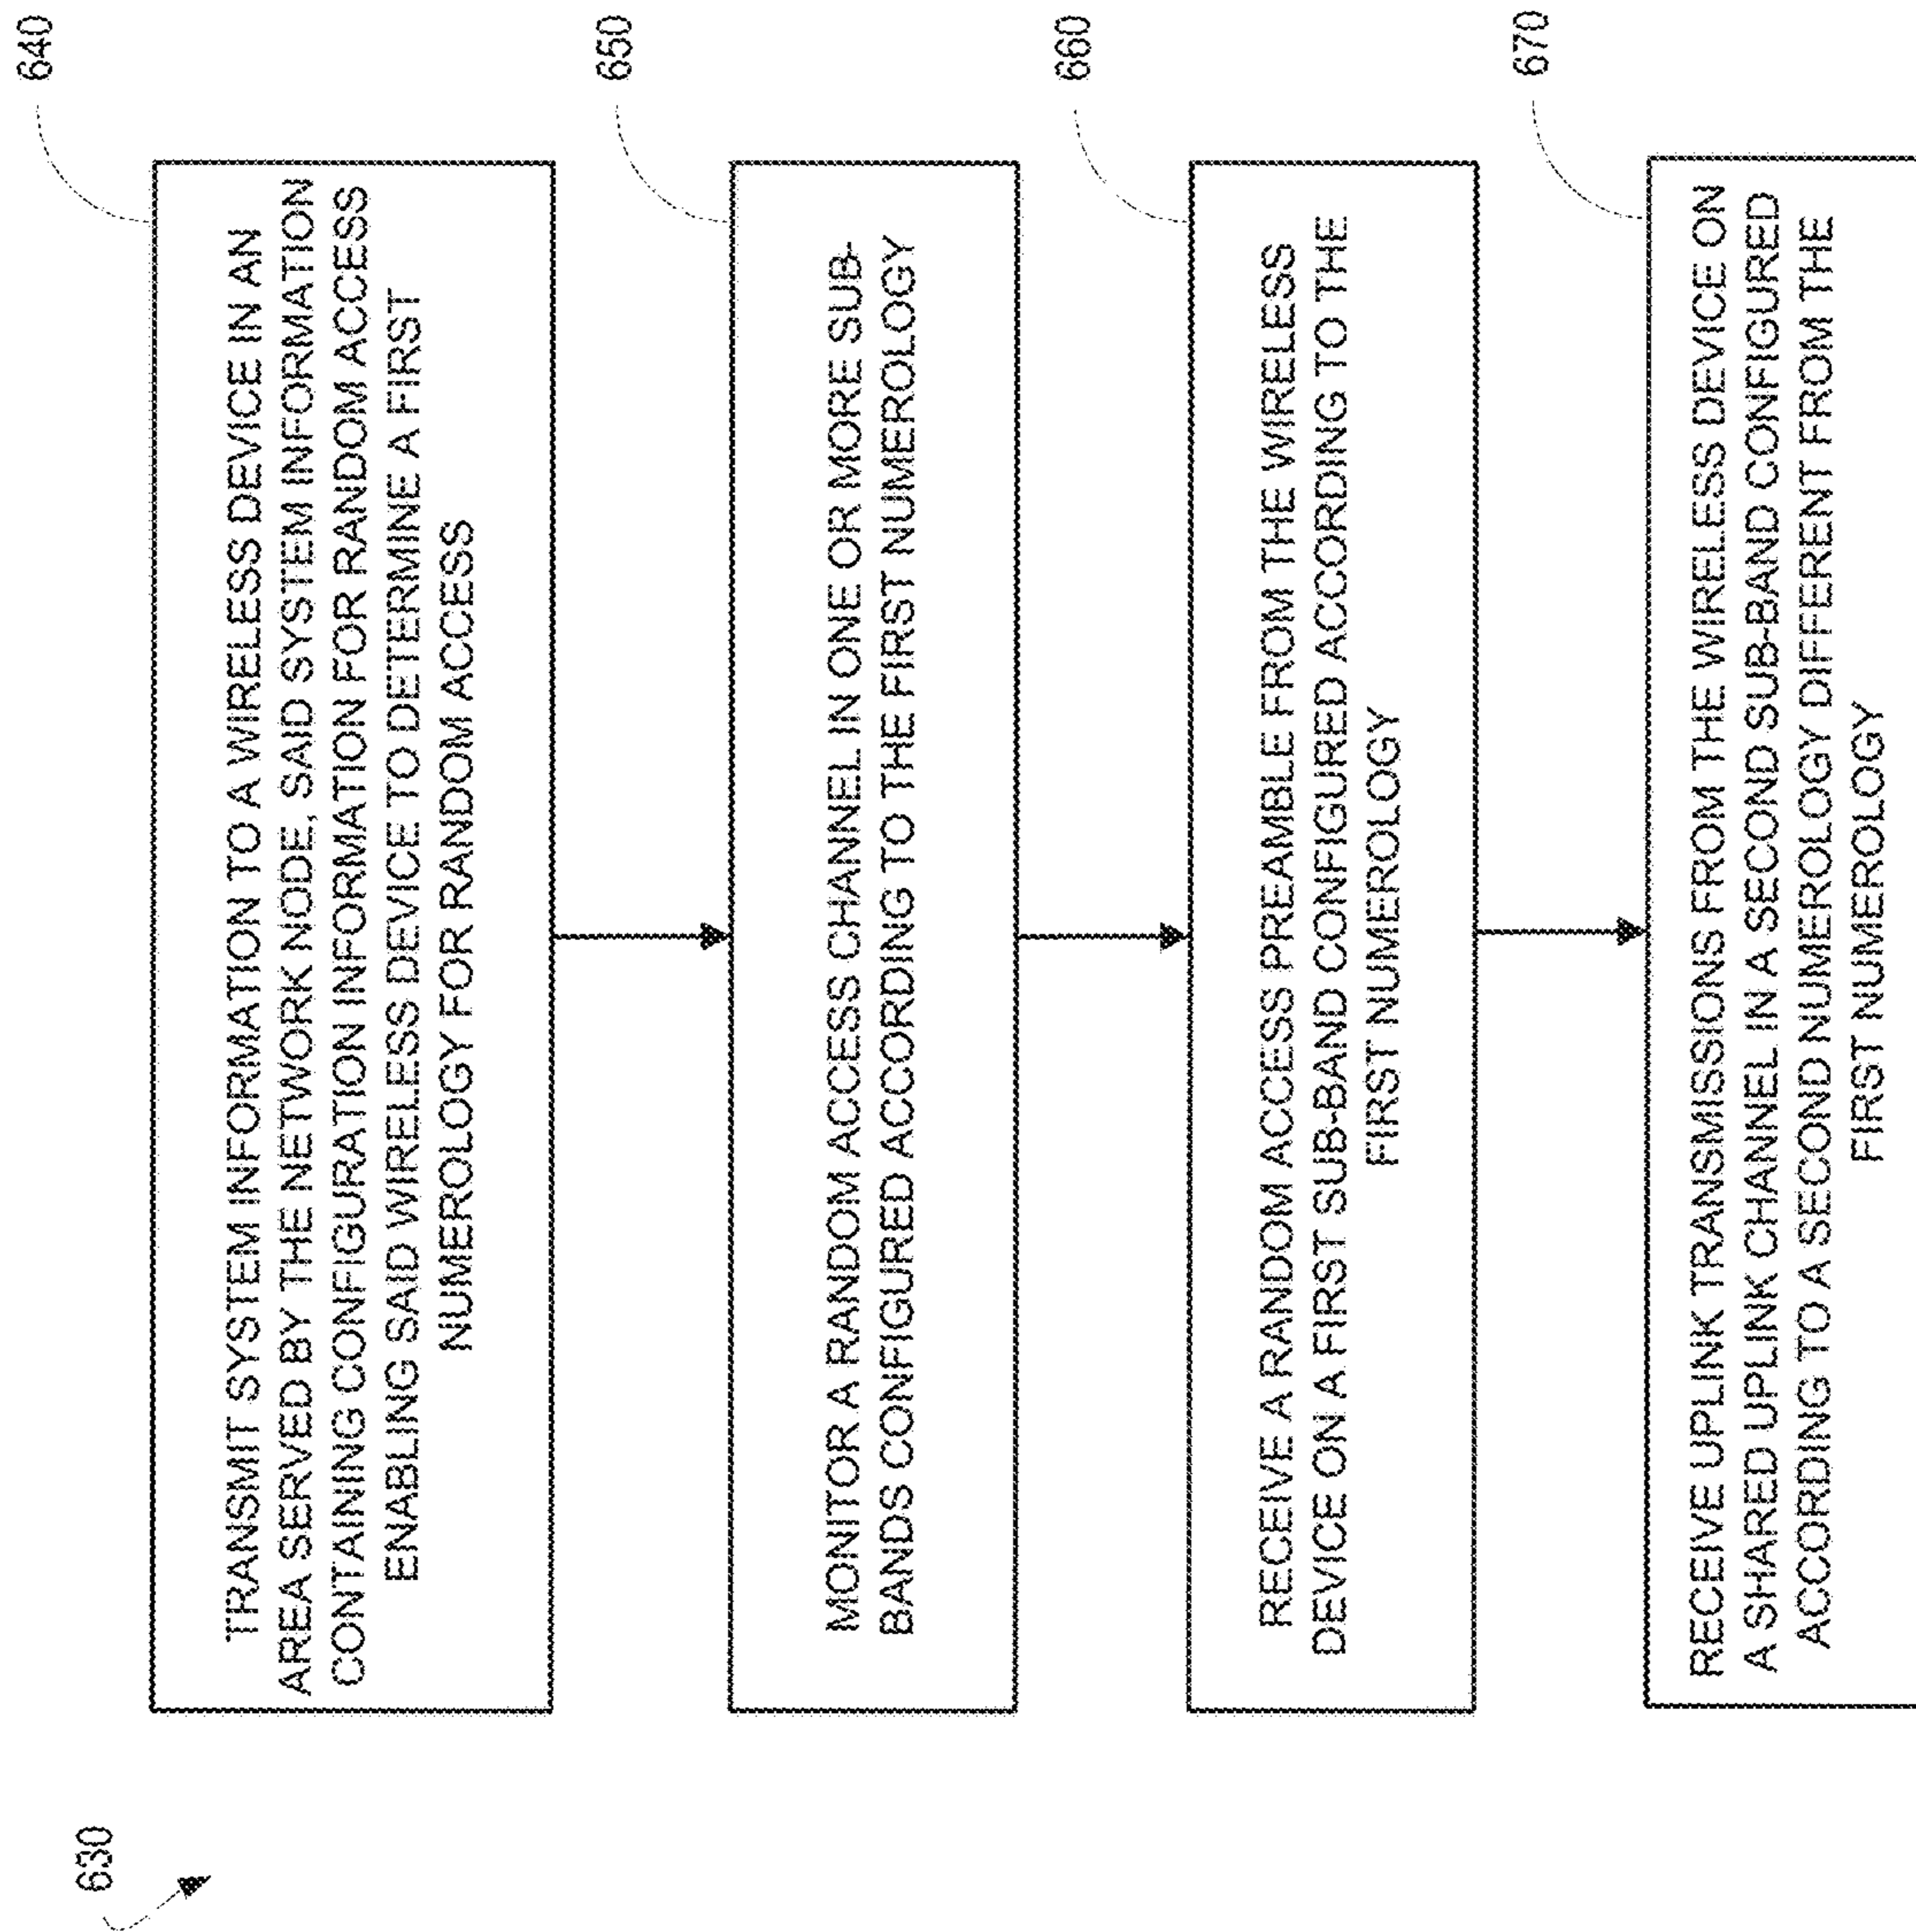 630
640
TRANSMIT SYSTEM INFORMATION TO A WIRELESS DEVICE IN AN
AREA SERVED BY THE NETWORK NODE, SAID SYSTEM INFORMATION
CONTAINING CONFIGURATION INFORMATION FOR RANDOM ACCESS
ENABLING SAID WIRELESS DEVICE TO DETERMINE A FIRST
NUMEROLOGY FOR RANDOM ACCESS
650
MONITOR A RANDOM ACCESS CHANNEL IN ONE OR MORE SUB-
BANDS CONFIGURED ACCORDING TO THE FIRST NUMEROLOGY
660
RECEIVE A RANDOM ACCESS PREAMBLE FROM THE WIRELESS
DEVICE ON A FIRST SUB-BAND CONFIGURED ACCORDING TO THE
FIRST NUMEROLOGY
670
RECEIVE UPLINK TRANSMISSIONS FROM THE WIRELESS DEVICE ON
A SHARED UPLINK CHANNEL IN A SECOND SUB-BAND CONFIGURED
ACCORDING TO A SECOND NUMEROLOGY DIFFERENT FROM THE
FIRST NUMEROLOGY